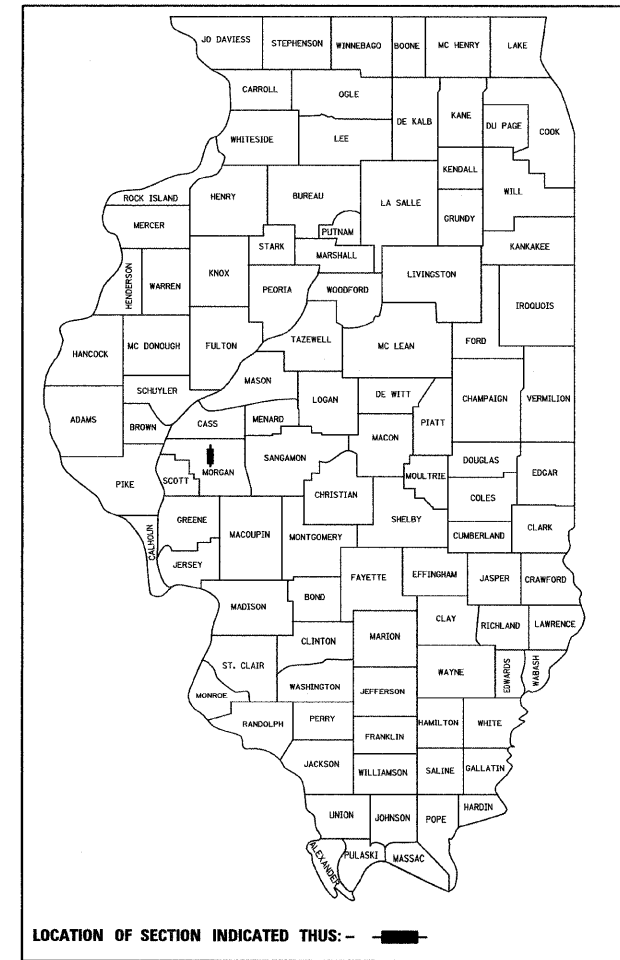 JO DAVIESS
STEPHENSON
WINNEBAGO
BOONE
MC HENRY
LAKE
CARROLL
OGLE
DE KALB
KANE
DU PAGE
COOK
WHITESIDE
LEE
KENDALL
WILL
ROCK ISLAND
HENRY
BUREAU
LA SALLE
GRUNDY
MERCER
PUTNAM
KANKAKEE
STARK
MARSHALL
HENDERSON
WARREN
KNOX
PEORIA
WOODFORD
LIVINGSTON
IROQUOIS
HANCOCK
MC DONOUGH
FULTON
TAZEWELL
MC LEAN
FORD
MASON
SCHUYLER
LOGAN
DE WITT
CHAMPAIGN
VERMILION
ADAMS
BROWN
CASS
MENARD
MACON
PIATT
PIKE
SCOTT
MORGAN
SANGAMON
DOUGLAS
EDGAR
CHRISTIAN
MOULTRIE
COLES
CALHOUN
GREENE
MACOUPIN
MONTGOMERY
SHELBY
CUMBERLAND
CLARK
JERSEY
FAYETTE
EFFINGHAM
JASPER
CRAWFORD
MADISON
BOND
CLAY
RICHLAND
LAWRENCE
CLINTON
MARION
ST. CLAIR
WAYNE
EDWARDS
WABASH
MONROE
WASHINGTON
JEFFERSON
RANDOLPH
PERRY
HAMILTON
WHITE
FRANKLIN
JACKSON
WILLIAMSON
SALINE
GALLATIN
UNION
JOHNSON
POPE
HARDIN
ALEXANDER
PULASKI
MASSAC
LOCATION OF SECTION INDICATED THUS: -